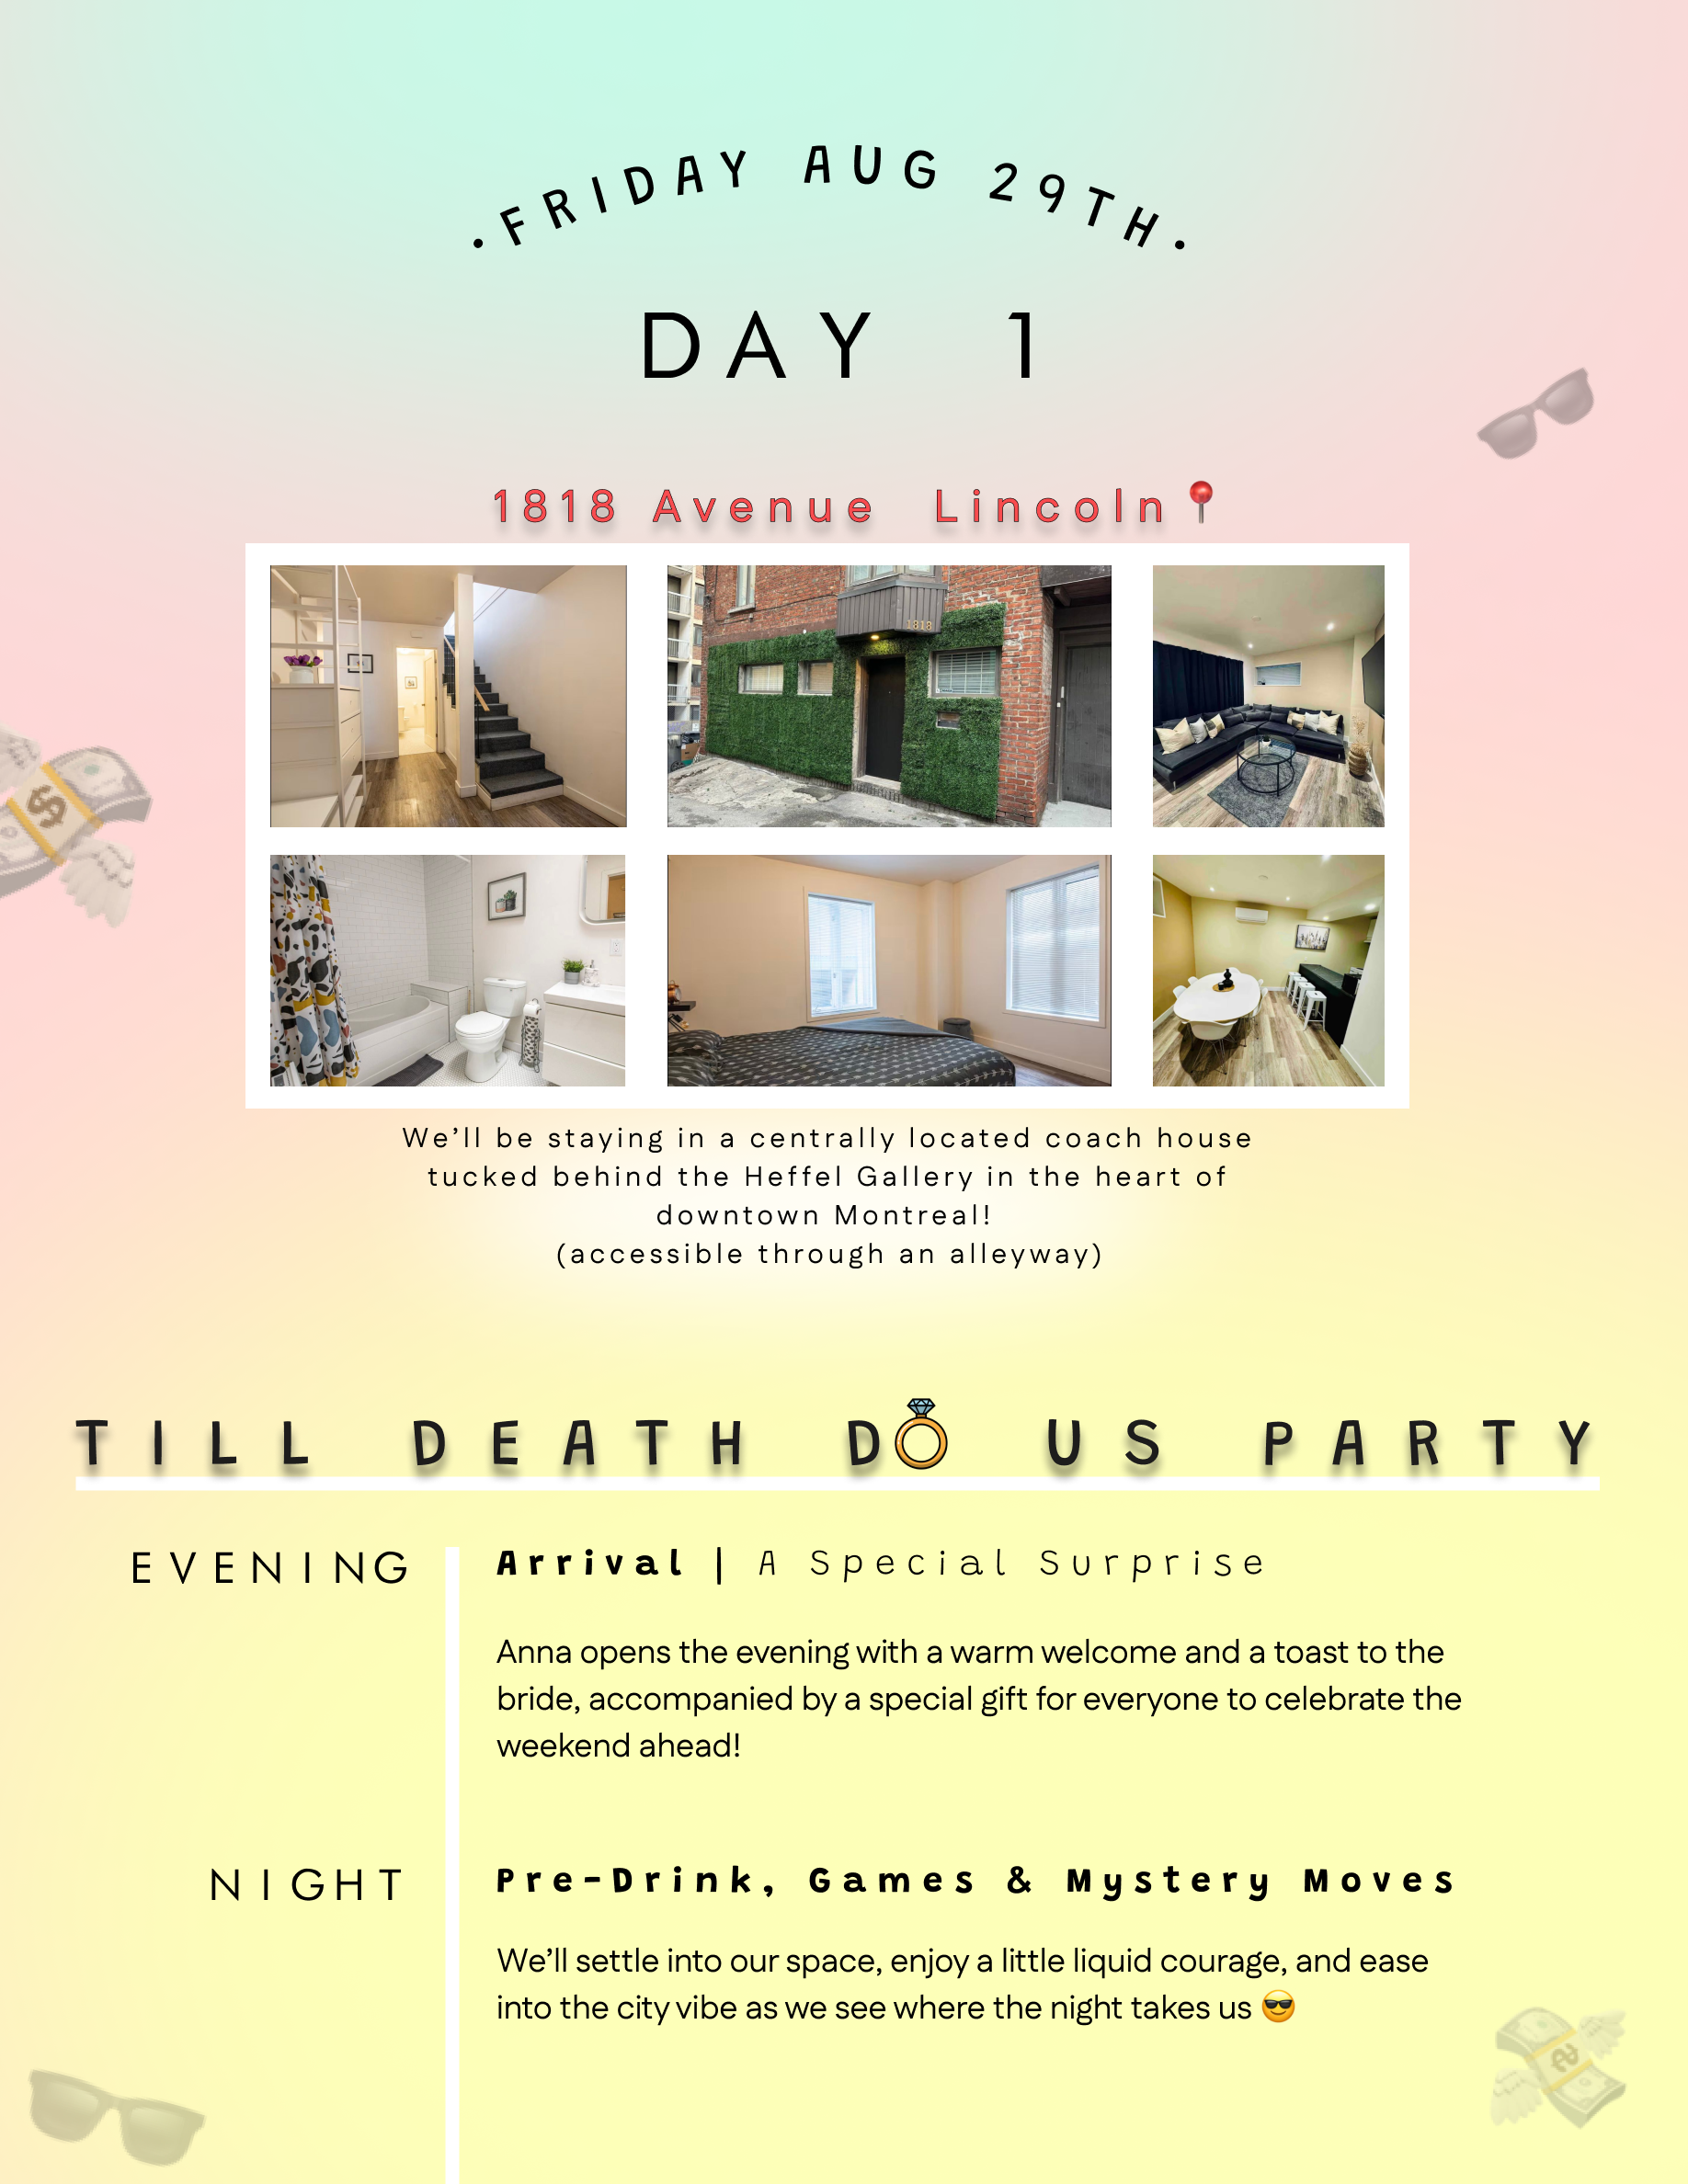 ·FRIDAY AUG 29TH·
DAY 1
1818 Avenue Lincoln📍
1818
We’ll be staying in a centrally located coach house
tucked behind the Heffel Gallery in the heart of
downtown Montreal!
(accessible through an alleyway)
TILL DEATH D💍 US PARTY
EVENING
Arrival | A Special Surprise
Anna opens the evening with a warm welcome and a toast to the
bride, accompanied by a special gift for everyone to celebrate the
weekend ahead!
NIGHT
Pre-Drink, Games & Mystery Moves
We’ll settle into our space, enjoy a little liquid courage, and ease
into the city vibe as we see where the night takes us 😎